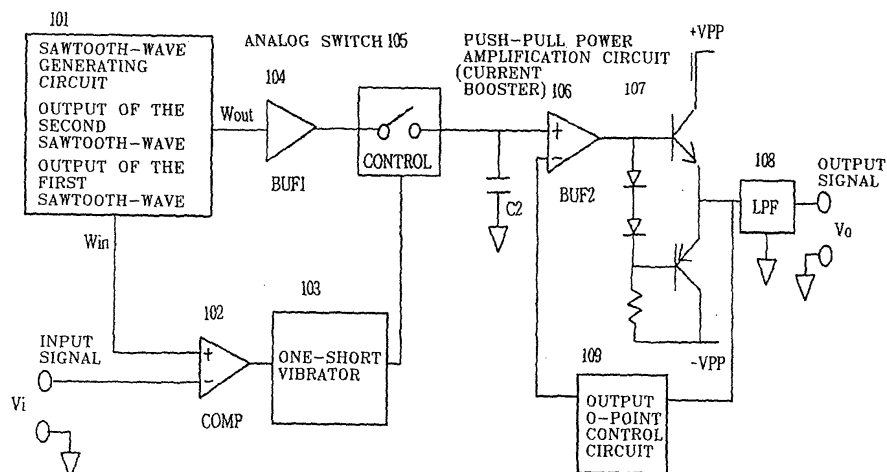 101
SAWTOOTH-WAVE
GENERATING
CIRCUIT
OUTPUT OF THE
SECOND
SAWTOOTH-WAVE
OUTPUT OF THE
FIRST
SAWTOOTH-WAVE
Wout
Win
ANALOG SWITCH 105
104
BUF1
CONTROL
PUSH-PULL POWER
AMPLIFICATION CIRCUIT
(CURRENT
BOOSTER) 106
107
+VPP
+
-
BUF2
C2
108
LPF
OUTPUT
SIGNAL
Vo
-VPP
102
103
INPUT
SIGNAL
Vi
+
-
COMP
ONE-SHORT
VIBRATOR
109
OUTPUT
O-POINT
CONTROL
CIRCUIT